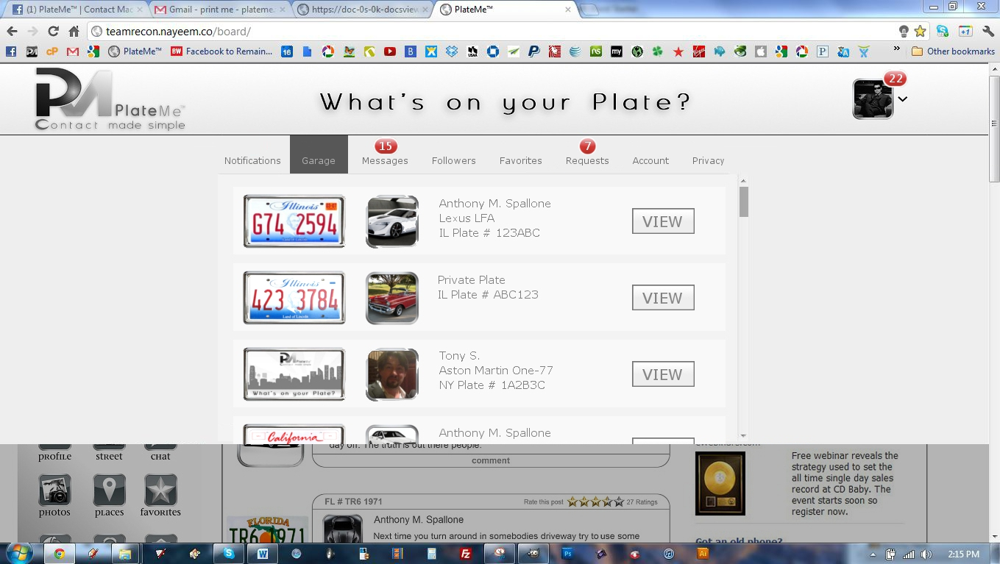 (1) PlateMe™ | Contact Mad
Gmail - print me - plateme.
https://doc-0s-0k-docsview
PlateMe™
teamrecon.nayeem.co/board/
PlateMe™
Facebook to Remain...
Other bookmarks
PM PlateMe™
Contact made simple
What's on your Plate?
22
15
7
Notifications
Garage
Messages
Followers
Favorites
Requests
Account
Privacy
Illinois
G74 2594
Land of Lincoln
Anthony M. Spallone
Lexus LFA
IL Plate # 123ABC
VIEW
Illinois
423 3784
Land of Lincoln
Private Plate
IL Plate # ABC123
VIEW
PM PlateMe
Contact made simple
What's on your Plate?
Tony S.
Aston Martin One-77
NY Plate # 1A2B3C
VIEW
California
Anthony M. Spallone
day off. The truth is out there people.
comment
profile
street
chat
photos
places
favorites
FL # TR6 1971
Rate this post
27 Ratings
FLORIDA
TR6 1971
Anthony M. Spallone
Next time you turn around in somebodies driveway try to use some
Free webinar reveals the
strategy used to set the
all time single day sales
record at CD Baby. The
event starts soon so
register now.
Got an old phone?
2:15 PM